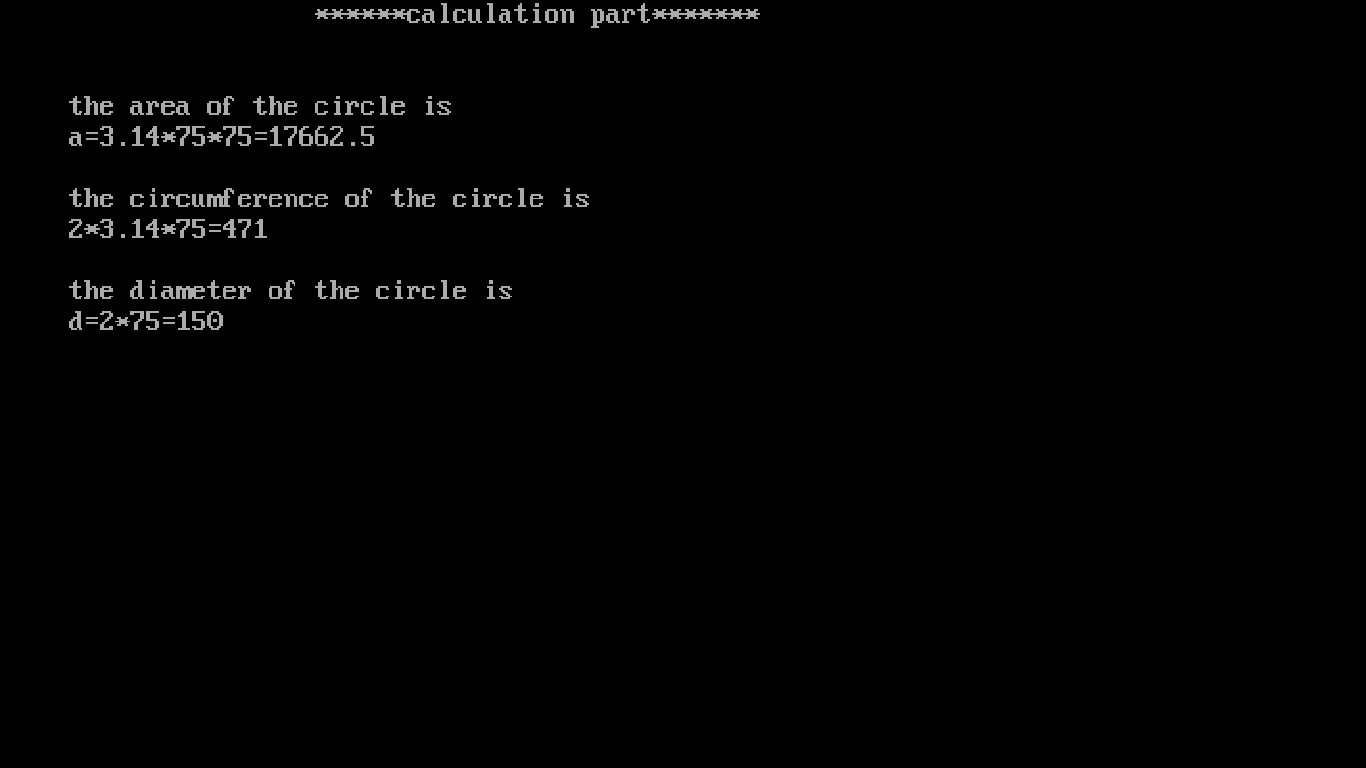 ******calculation part*******
the area of the circle is
a=3.14*75*75=17662.5
the circumference of the circle is
2*3.14*75=471
the diameter of the circle is
d=2*75=150